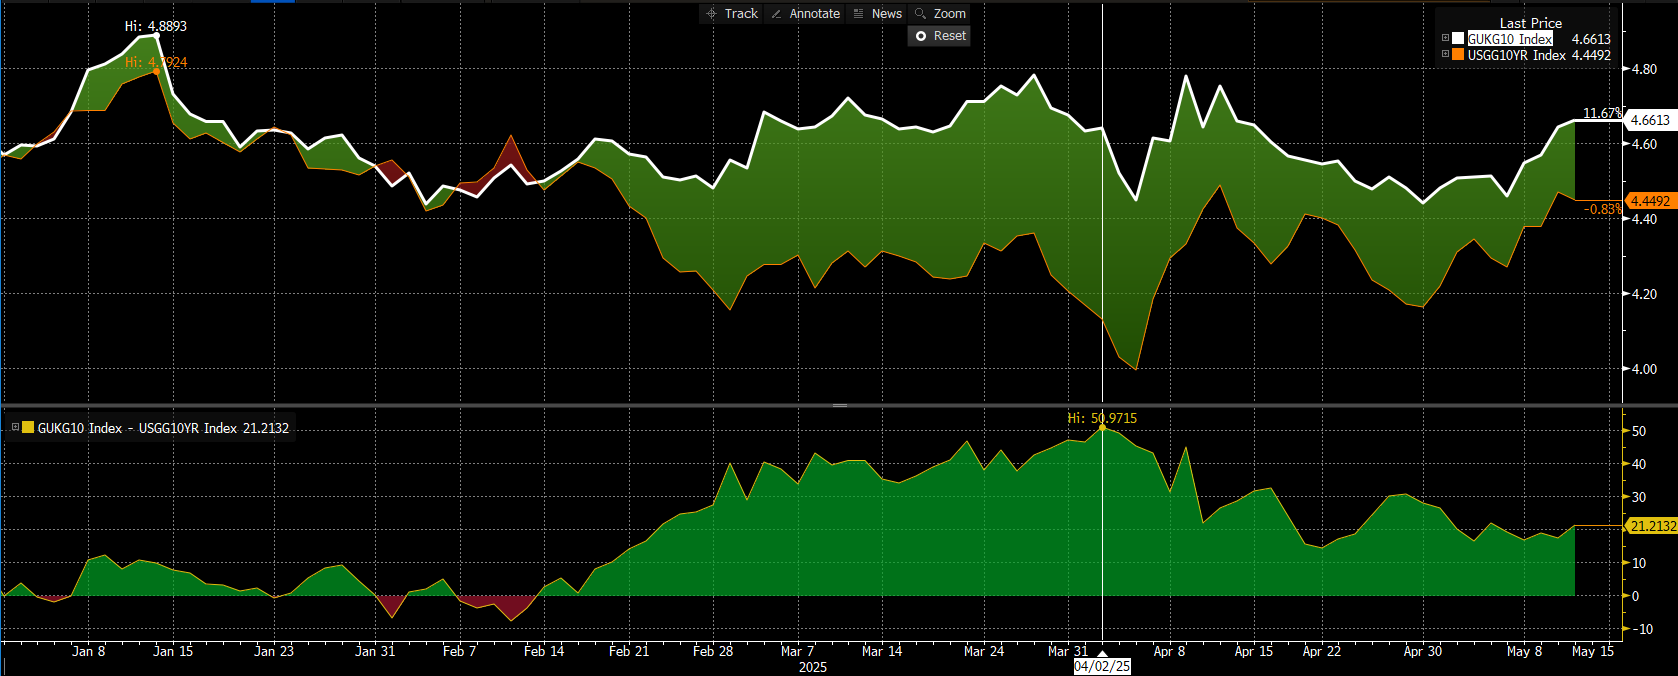 Track Annotate News Zoom
Reset
Hi: 4.8893
Hi: 4.7924
Last Price
GUKG10 Index 4.6613
USGG10YR Index 4.4492
4.80
11.67%
4.6613
4.60
4.4492
-0.83%
4.40
4.20
4.00
GUKG10 Index - USGG10YR Index 21.2132
Hi: 50.9715
50
40
30
21.2132
10
0
-10
Jan 8 Jan 15 Jan 23 Jan 31 Feb 7 Feb 14 Feb 21 Feb 28 Mar 7 Mar 14 Mar 24 Mar 31 Apr 8 Apr 15 Apr 22 Apr 30 May 8 May 15
2025
04/02/25